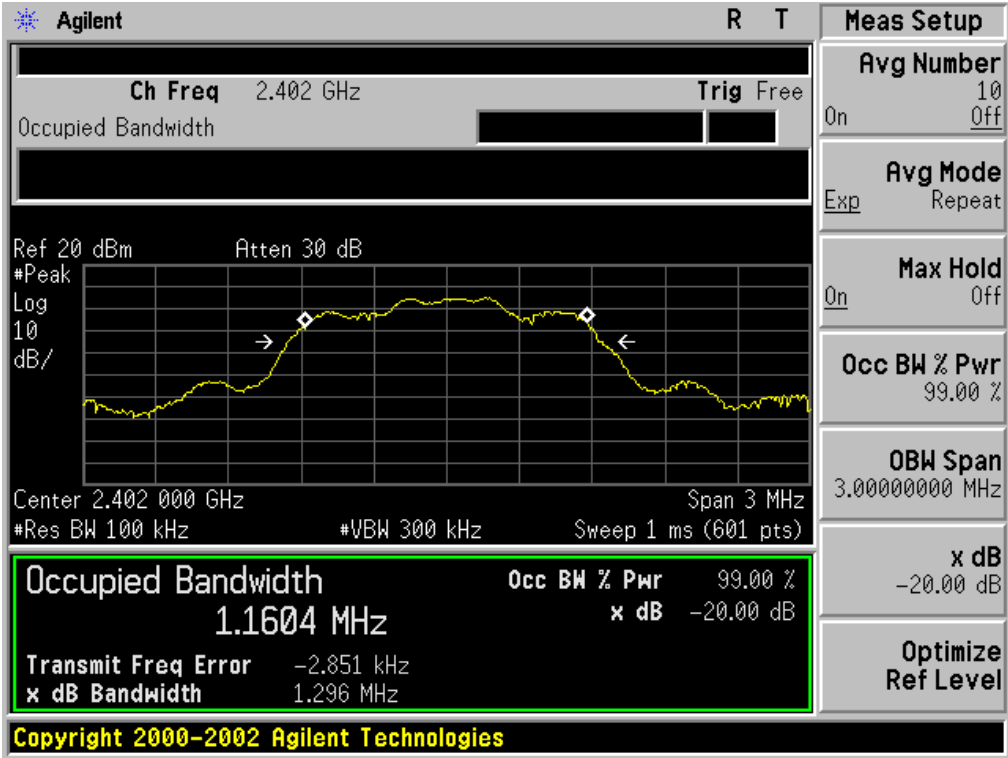 Agilent R T
Ch Freq 2.402 GHz Trig Free
Occupied Bandwidth
Ref 20 dBm Atten 30 dB
#Peak
Log
10
dB/
Center 2.402 000 GHz Span 3 MHz
#Res BW 100 kHz #VBW 300 kHz Sweep 1 ms (601 pts)
Occupied Bandwidth Occ BW % Pwr 99.00 %
1.1604 MHz x dB -20.00 dB
Transmit Freq Error -2.851 kHz
x dB Bandwidth 1.296 MHz
Copyright 2000-2002 Agilent Technologies
Meas Setup
Avg Number
10
On Off
Avg Mode
Exp Repeat
Max Hold
On Off
Occ BW % Pwr
99.00 %
OBW Span
3.00000000 MHz
x dB
-20.00 dB
Optimize
Ref Level